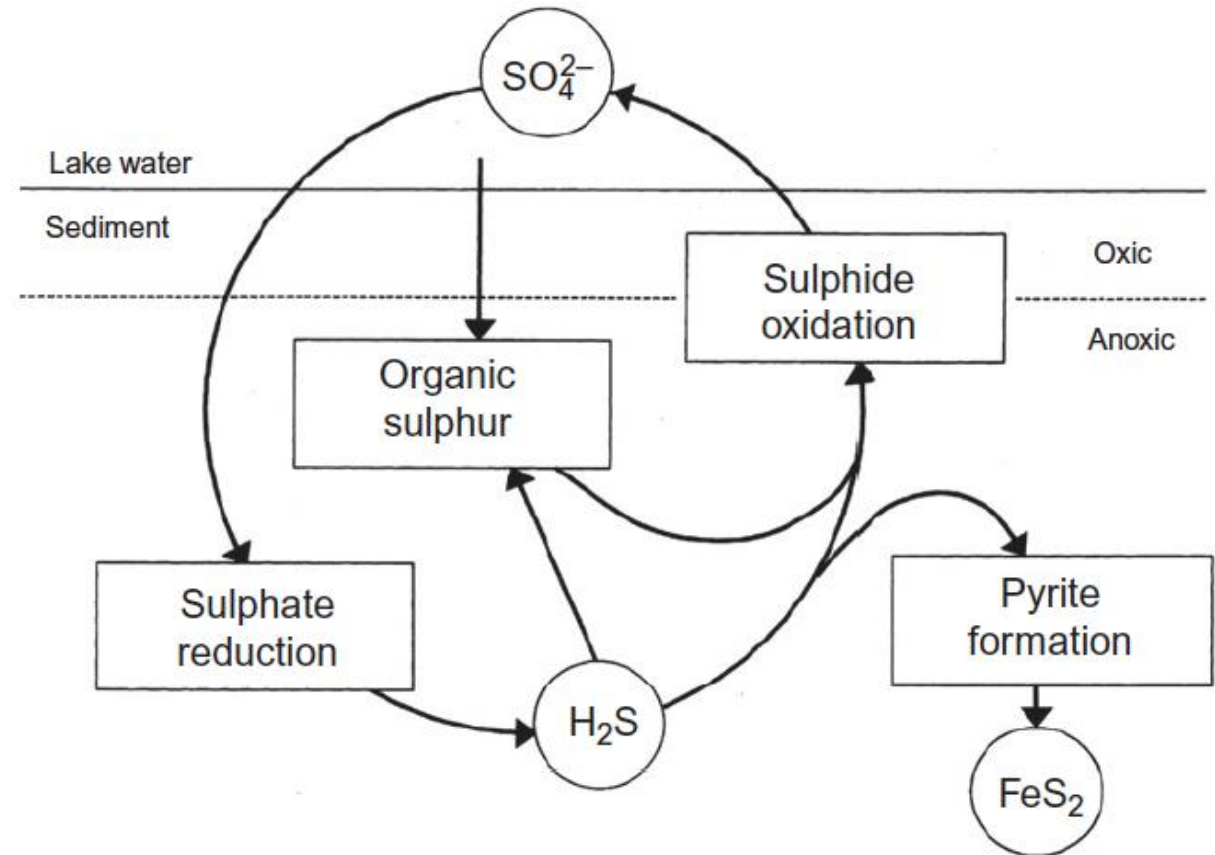 SO₄²⁻
Lake water
Sediment
Oxic
Sulphide
oxidation
Anoxic
Organic
sulphur
Sulphate
reduction
Pyrite
formation
H₂S
FeS₂